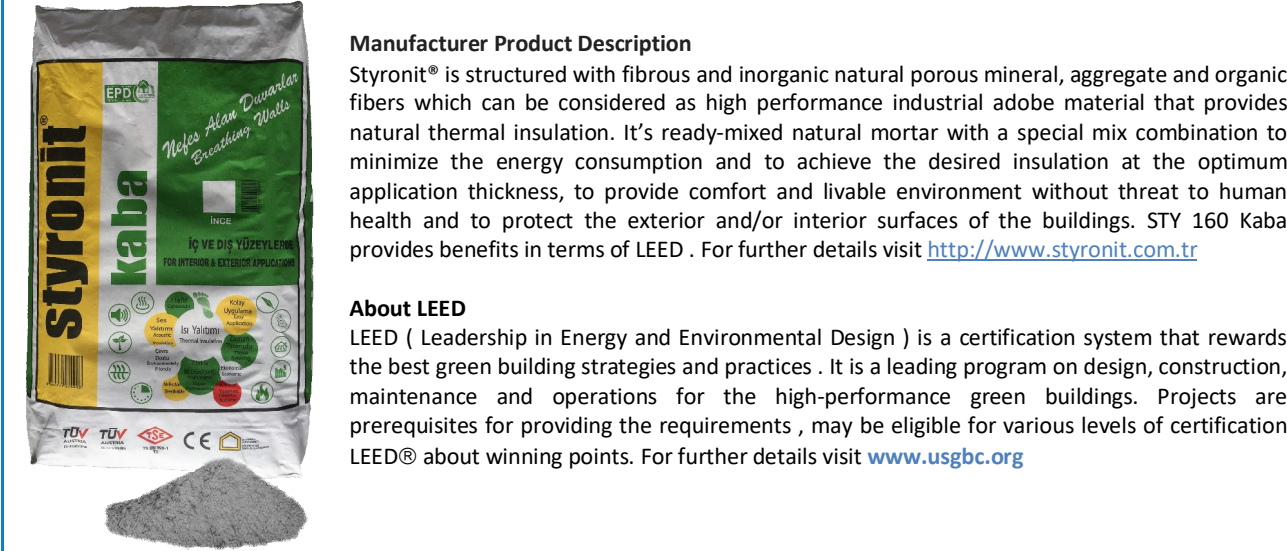 EPD
styronit®
kaba
Nefes Alan Duvarlar
Breathing Walls
İNCE
İÇ VE DIŞ YÜZEYLERDE
FOR INTERIOR & EXTERIOR APPLICATIONS
Kolay
Uygulama
Easy
Application
Ses
Yalıtımı
Acoustic
Insulation
Isı Yalıtımı
Thermal Insulation
Çevre
Dostu
Environmentally
Friendly
Ekonomik
Economic
TÜV
AUSTRIA
TÜV
AUSTRIA
TSE
CE
Manufacturer Product Description
Styronit® is structured with fibrous and inorganic natural porous mineral, aggregate and organic
fibers which can be considered as high performance industrial adobe material that provides
natural thermal insulation. It’s ready-mixed natural mortar with a special mix combination to
minimize the energy consumption and to achieve the desired insulation at the optimum
application thickness, to provide comfort and livable environment without threat to human
health and to protect the exterior and/or interior surfaces of the buildings. STY 160 Kaba
provides benefits in terms of LEED . For further details visit http://www.styronit.com.tr
About LEED
LEED ( Leadership in Energy and Environmental Design ) is a certification system that rewards
the best green building strategies and practices . It is a leading program on design, construction,
maintenance and operations for the high-performance green buildings. Projects are
prerequisites for providing the requirements , may be eligible for various levels of certification
LEED® about winning points. For further details visit www.usgbc.org